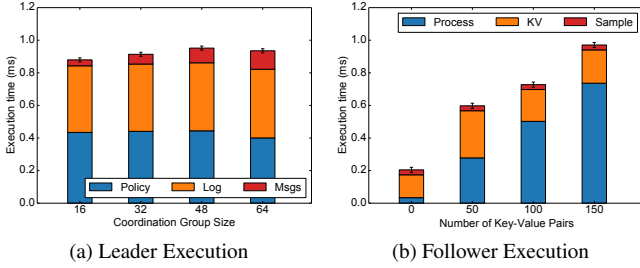 1.2
1.0
0.8
0.6
0.4
0.2
0.0
Execution time (ms)
Policy Log Msgs
16 32 48 64
Coordination Group Size
(a) Leader Execution
1.2
1.0
0.8
0.6
0.4
0.2
0.0
Execution time (ms)
Process KV Sample
0 50 100 150
Number of Key-Value Pairs
(b) Follower Execution